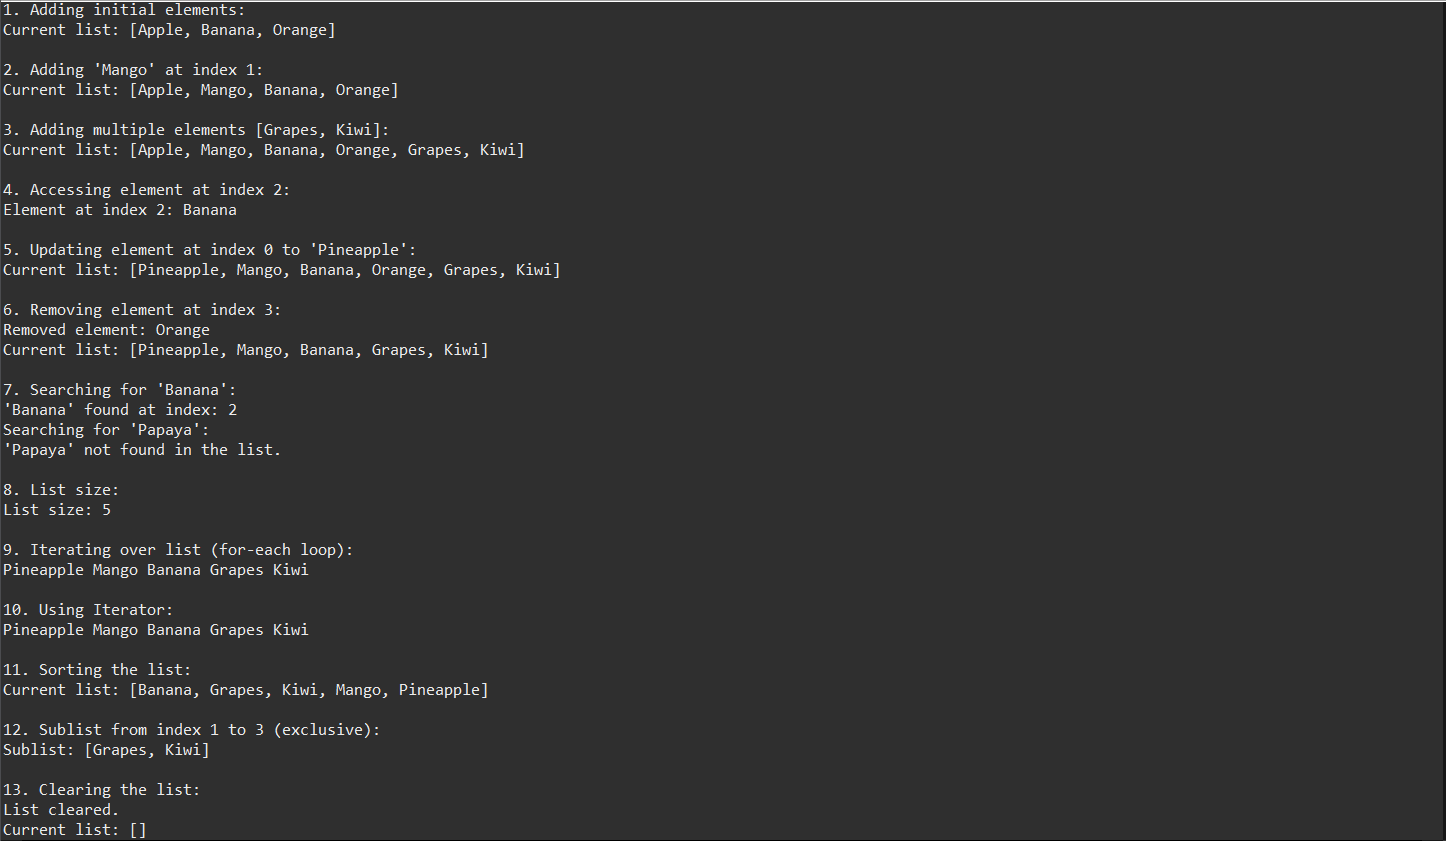 1. Adding initial elements:
Current list: [Apple, Banana, Orange]
2. Adding 'Mango' at index 1:
Current list: [Apple, Mango, Banana, Orange]
3. Adding multiple elements [Grapes, Kiwi]:
Current list: [Apple, Mango, Banana, Orange, Grapes, Kiwi]
4. Accessing element at index 2:
Element at index 2: Banana
5. Updating element at index 0 to 'Pineapple':
Current list: [Pineapple, Mango, Banana, Orange, Grapes, Kiwi]
6. Removing element at index 3:
Removed element: Orange
Current list: [Pineapple, Mango, Banana, Grapes, Kiwi]
7. Searching for 'Banana':
'Banana' found at index: 2
Searching for 'Papaya':
'Papaya' not found in the list.
8. List size:
List size: 5
9. Iterating over list (for-each loop):
Pineapple Mango Banana Grapes Kiwi
10. Using Iterator:
Pineapple Mango Banana Grapes Kiwi
11. Sorting the list:
Current list: [Banana, Grapes, Kiwi, Mango, Pineapple]
12. Sublist from index 1 to 3 (exclusive):
Sublist: [Grapes, Kiwi]
13. Clearing the list:
List cleared.
Current list: []